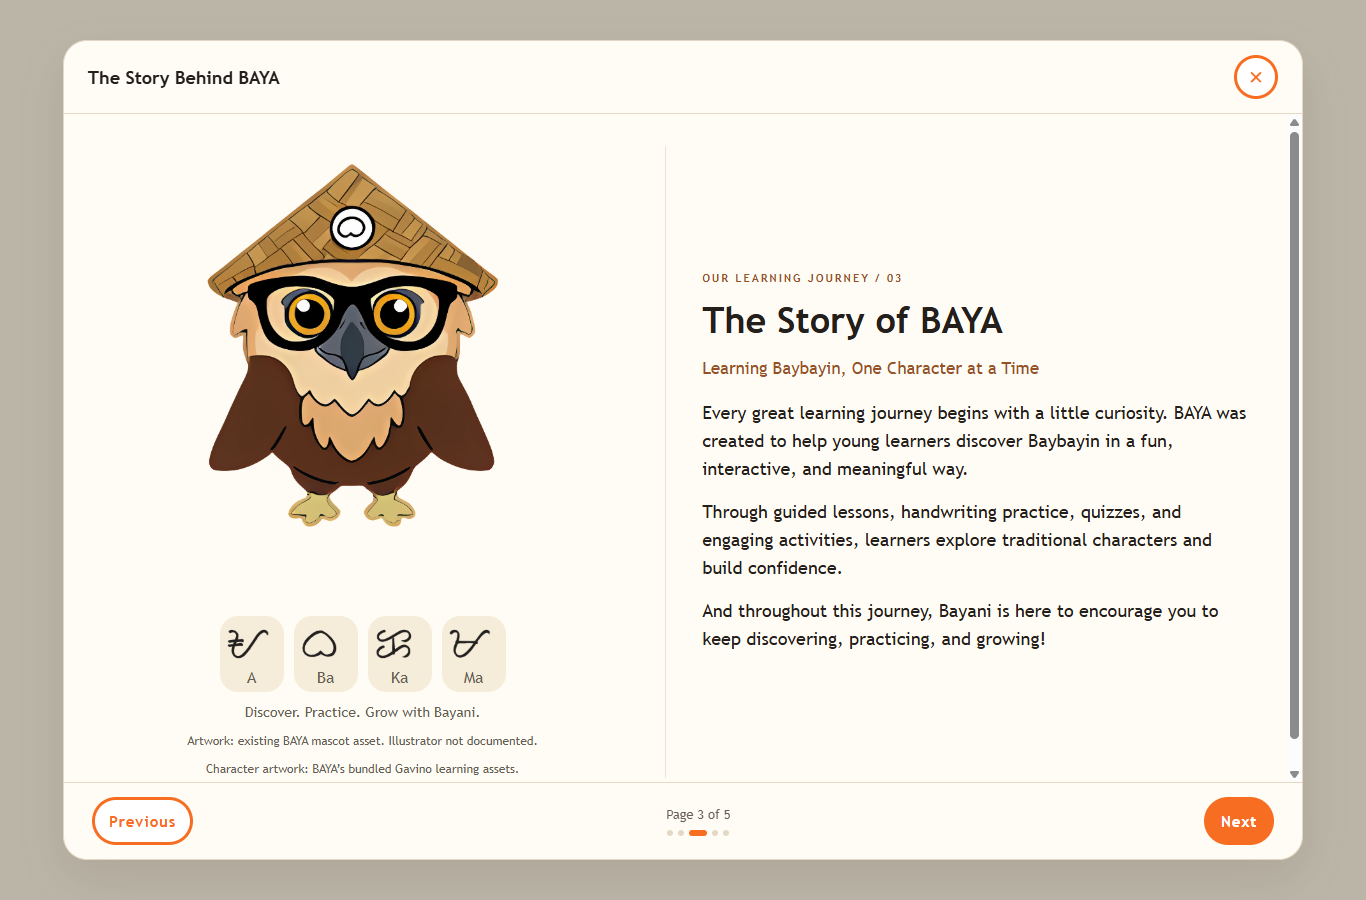 The Story Behind BAYA
ᜊ
ᜀ
ᜊ
ᜃ
ᜋ
A
Ba
Ka
Ma
Discover. Practice. Grow with Bayani.
Artwork: existing BAYA mascot asset. Illustrator not documented.
Character artwork: BAYA's bundled Gavino learning assets.
OUR LEARNING JOURNEY / 03
The Story of BAYA
Learning Baybayin, One Character at a Time
Every great learning journey begins with a little curiosity. BAYA was
created to help young learners discover Baybayin in a fun,
interactive, and meaningful way.
Through guided lessons, handwriting practice, quizzes, and
engaging activities, learners explore traditional characters and
build confidence.
And throughout this journey, Bayani is here to encourage you to
keep discovering, practicing, and growing!
Previous
Page 3 of 5
Next